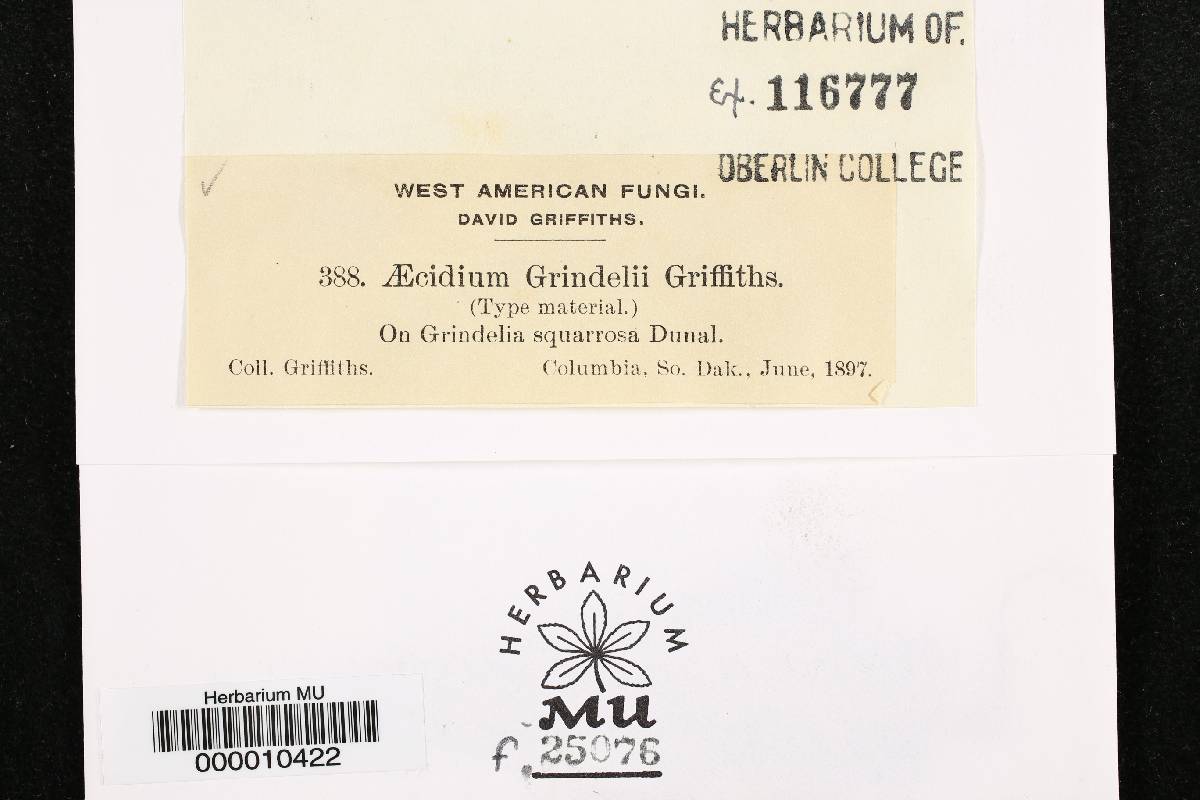 HERBARIUM OF.
Ex. 116777
OBERLIN COLLEGE
WEST AMERICAN FUNGI.
DAVID GRIFFITHS.
388. Æcidium Grindelii Griffiths.
(Type material.)
On Grindelia squarrosa Dunal.
Coll. Griffiths. Columbia, So. Dak., June, 1897.
HERBARIUM
MU
f. 25076
Herbarium MU
000010422